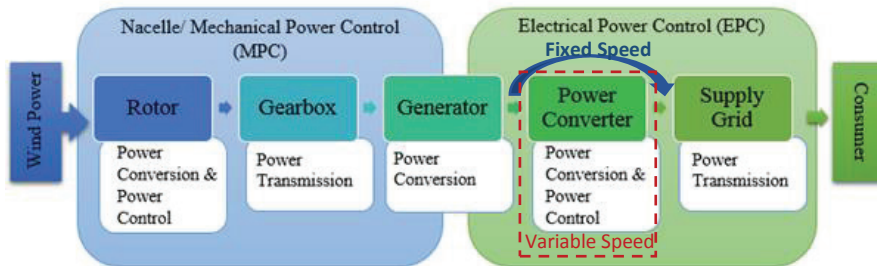 Nacelle/ Mechanical Power Control
(MPC)
Electrical Power Control (EPC)
Fixed Speed
Wind Power
Rotor
Gearbox
Generator
Power
Converter
Supply
Grid
Consumer
Power
Conversion &
Power
Control
Power
Transmission
Power
Conversion
Power
Conversion &
Power
Control
Power
Transmission
Variable Speed